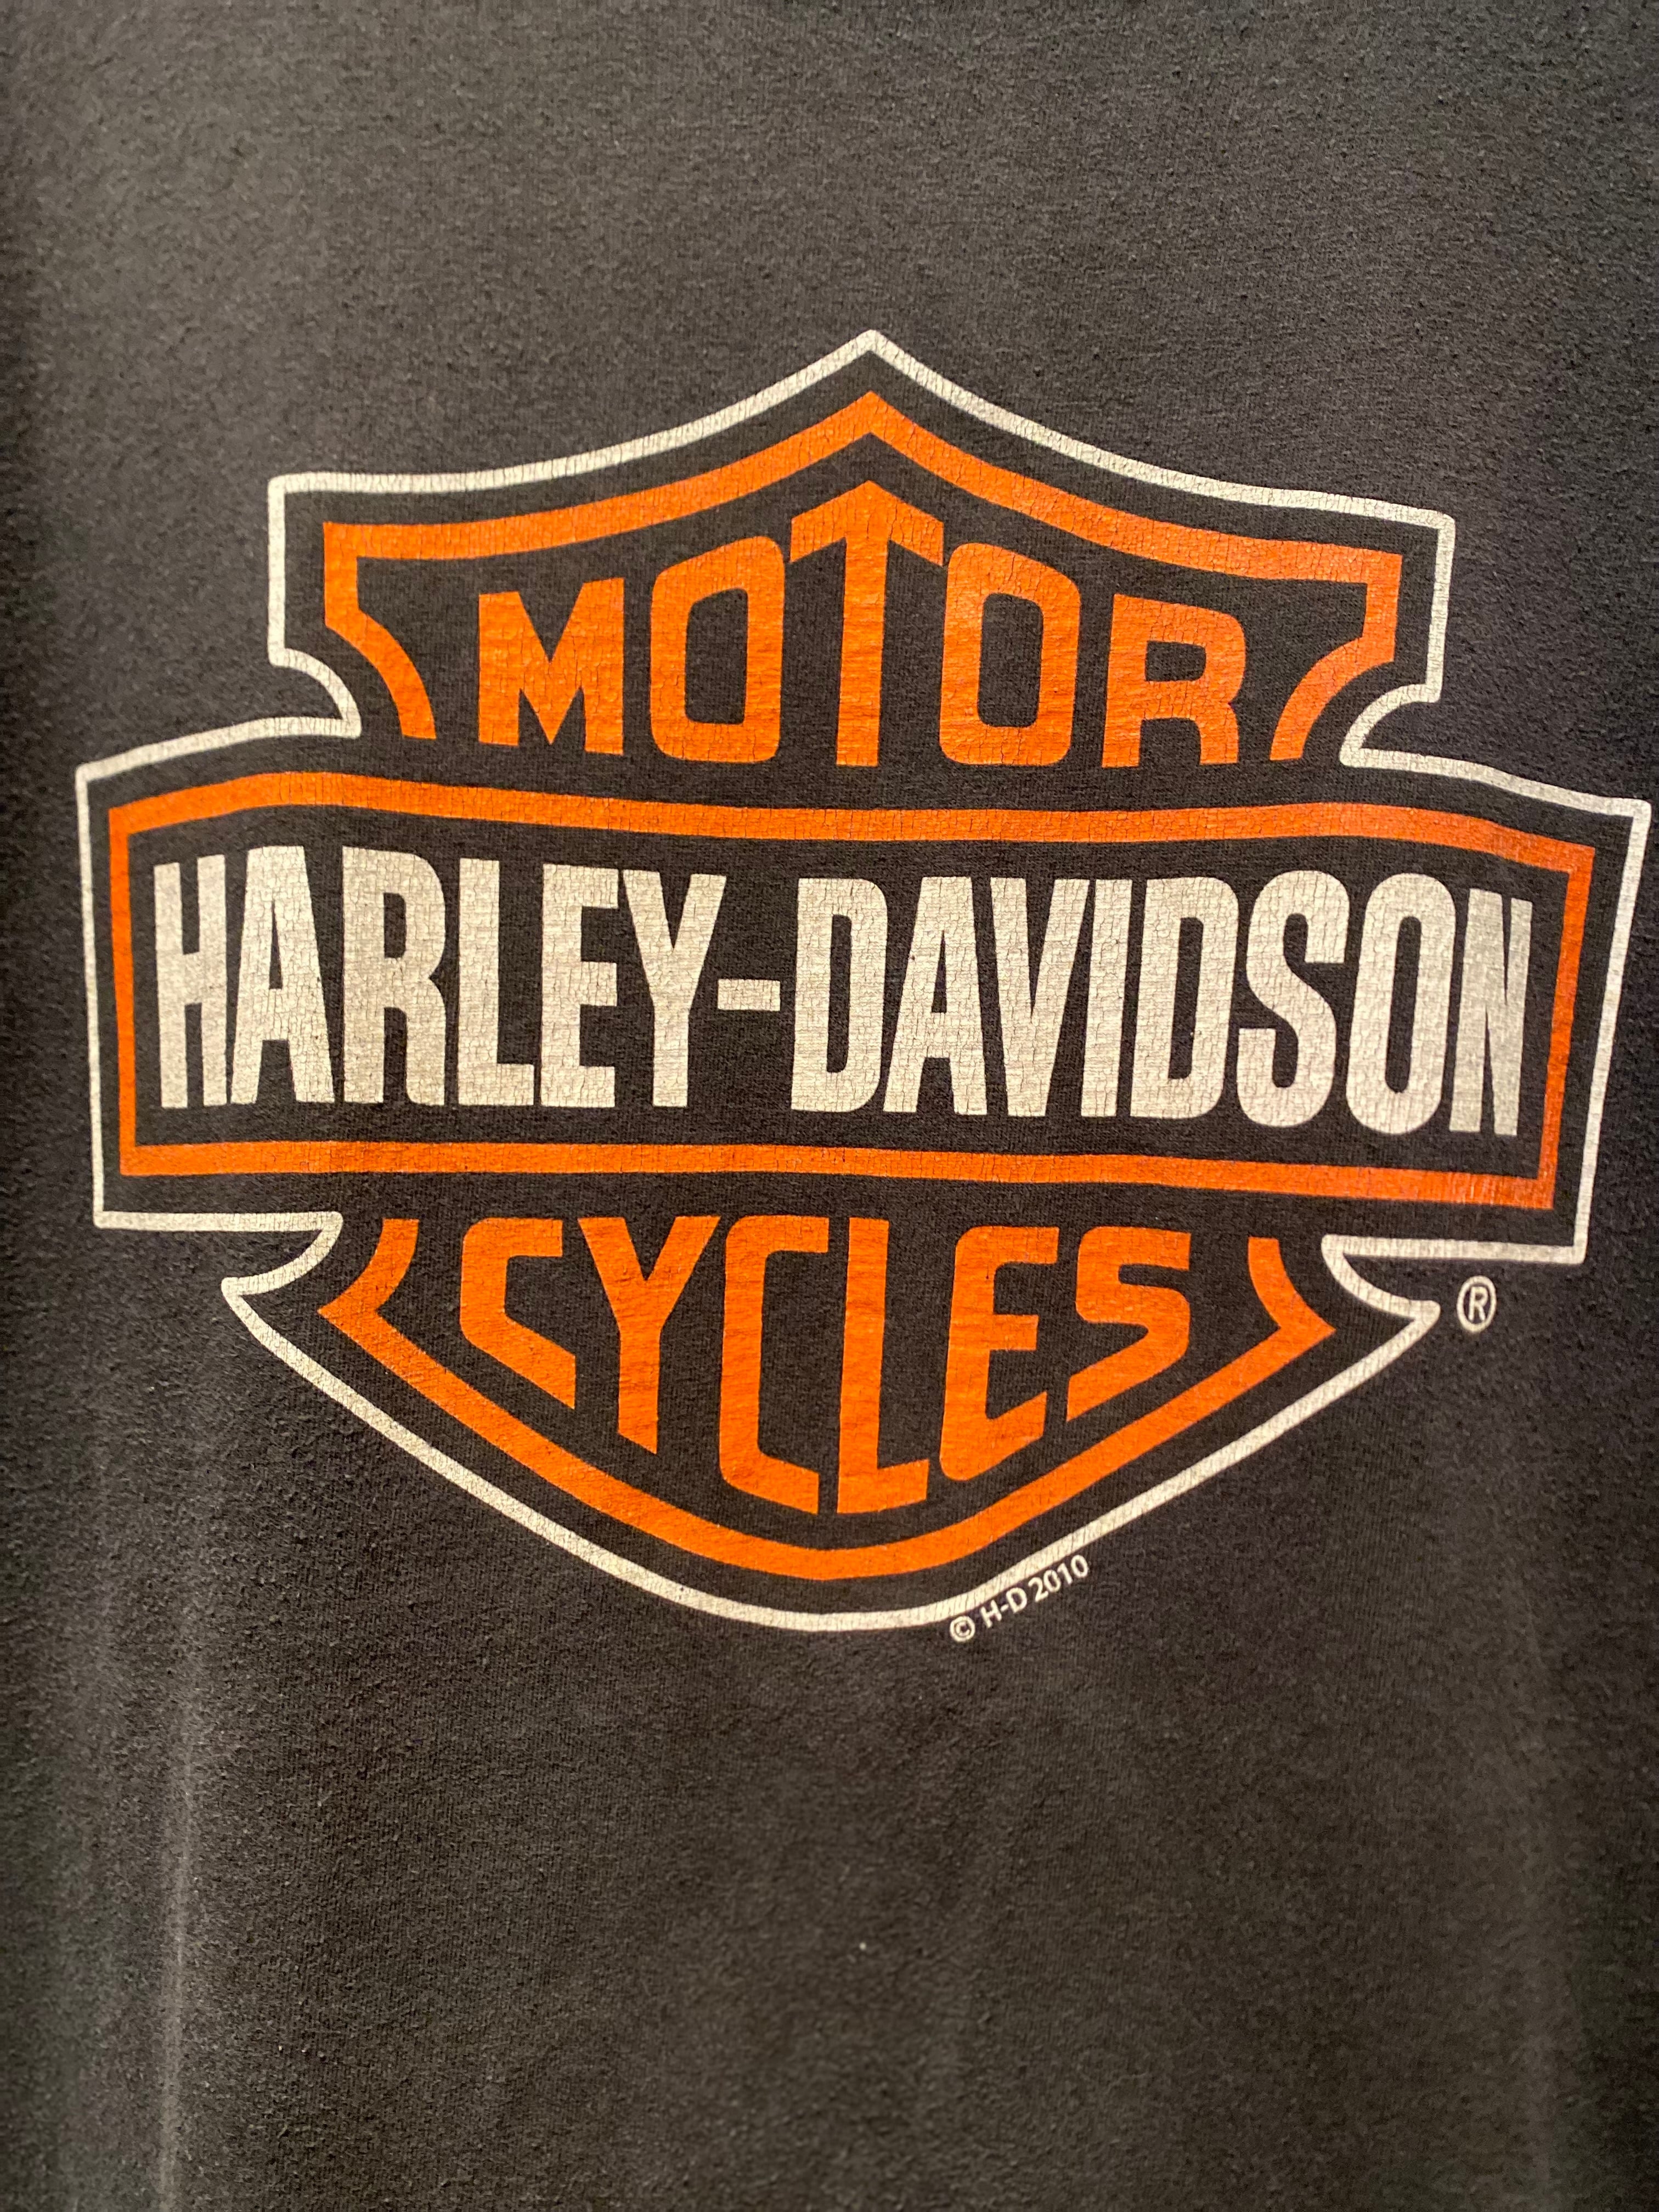 MOTOR
HARLEY-DAVIDSON
CYCLES
®
© H-D 2010